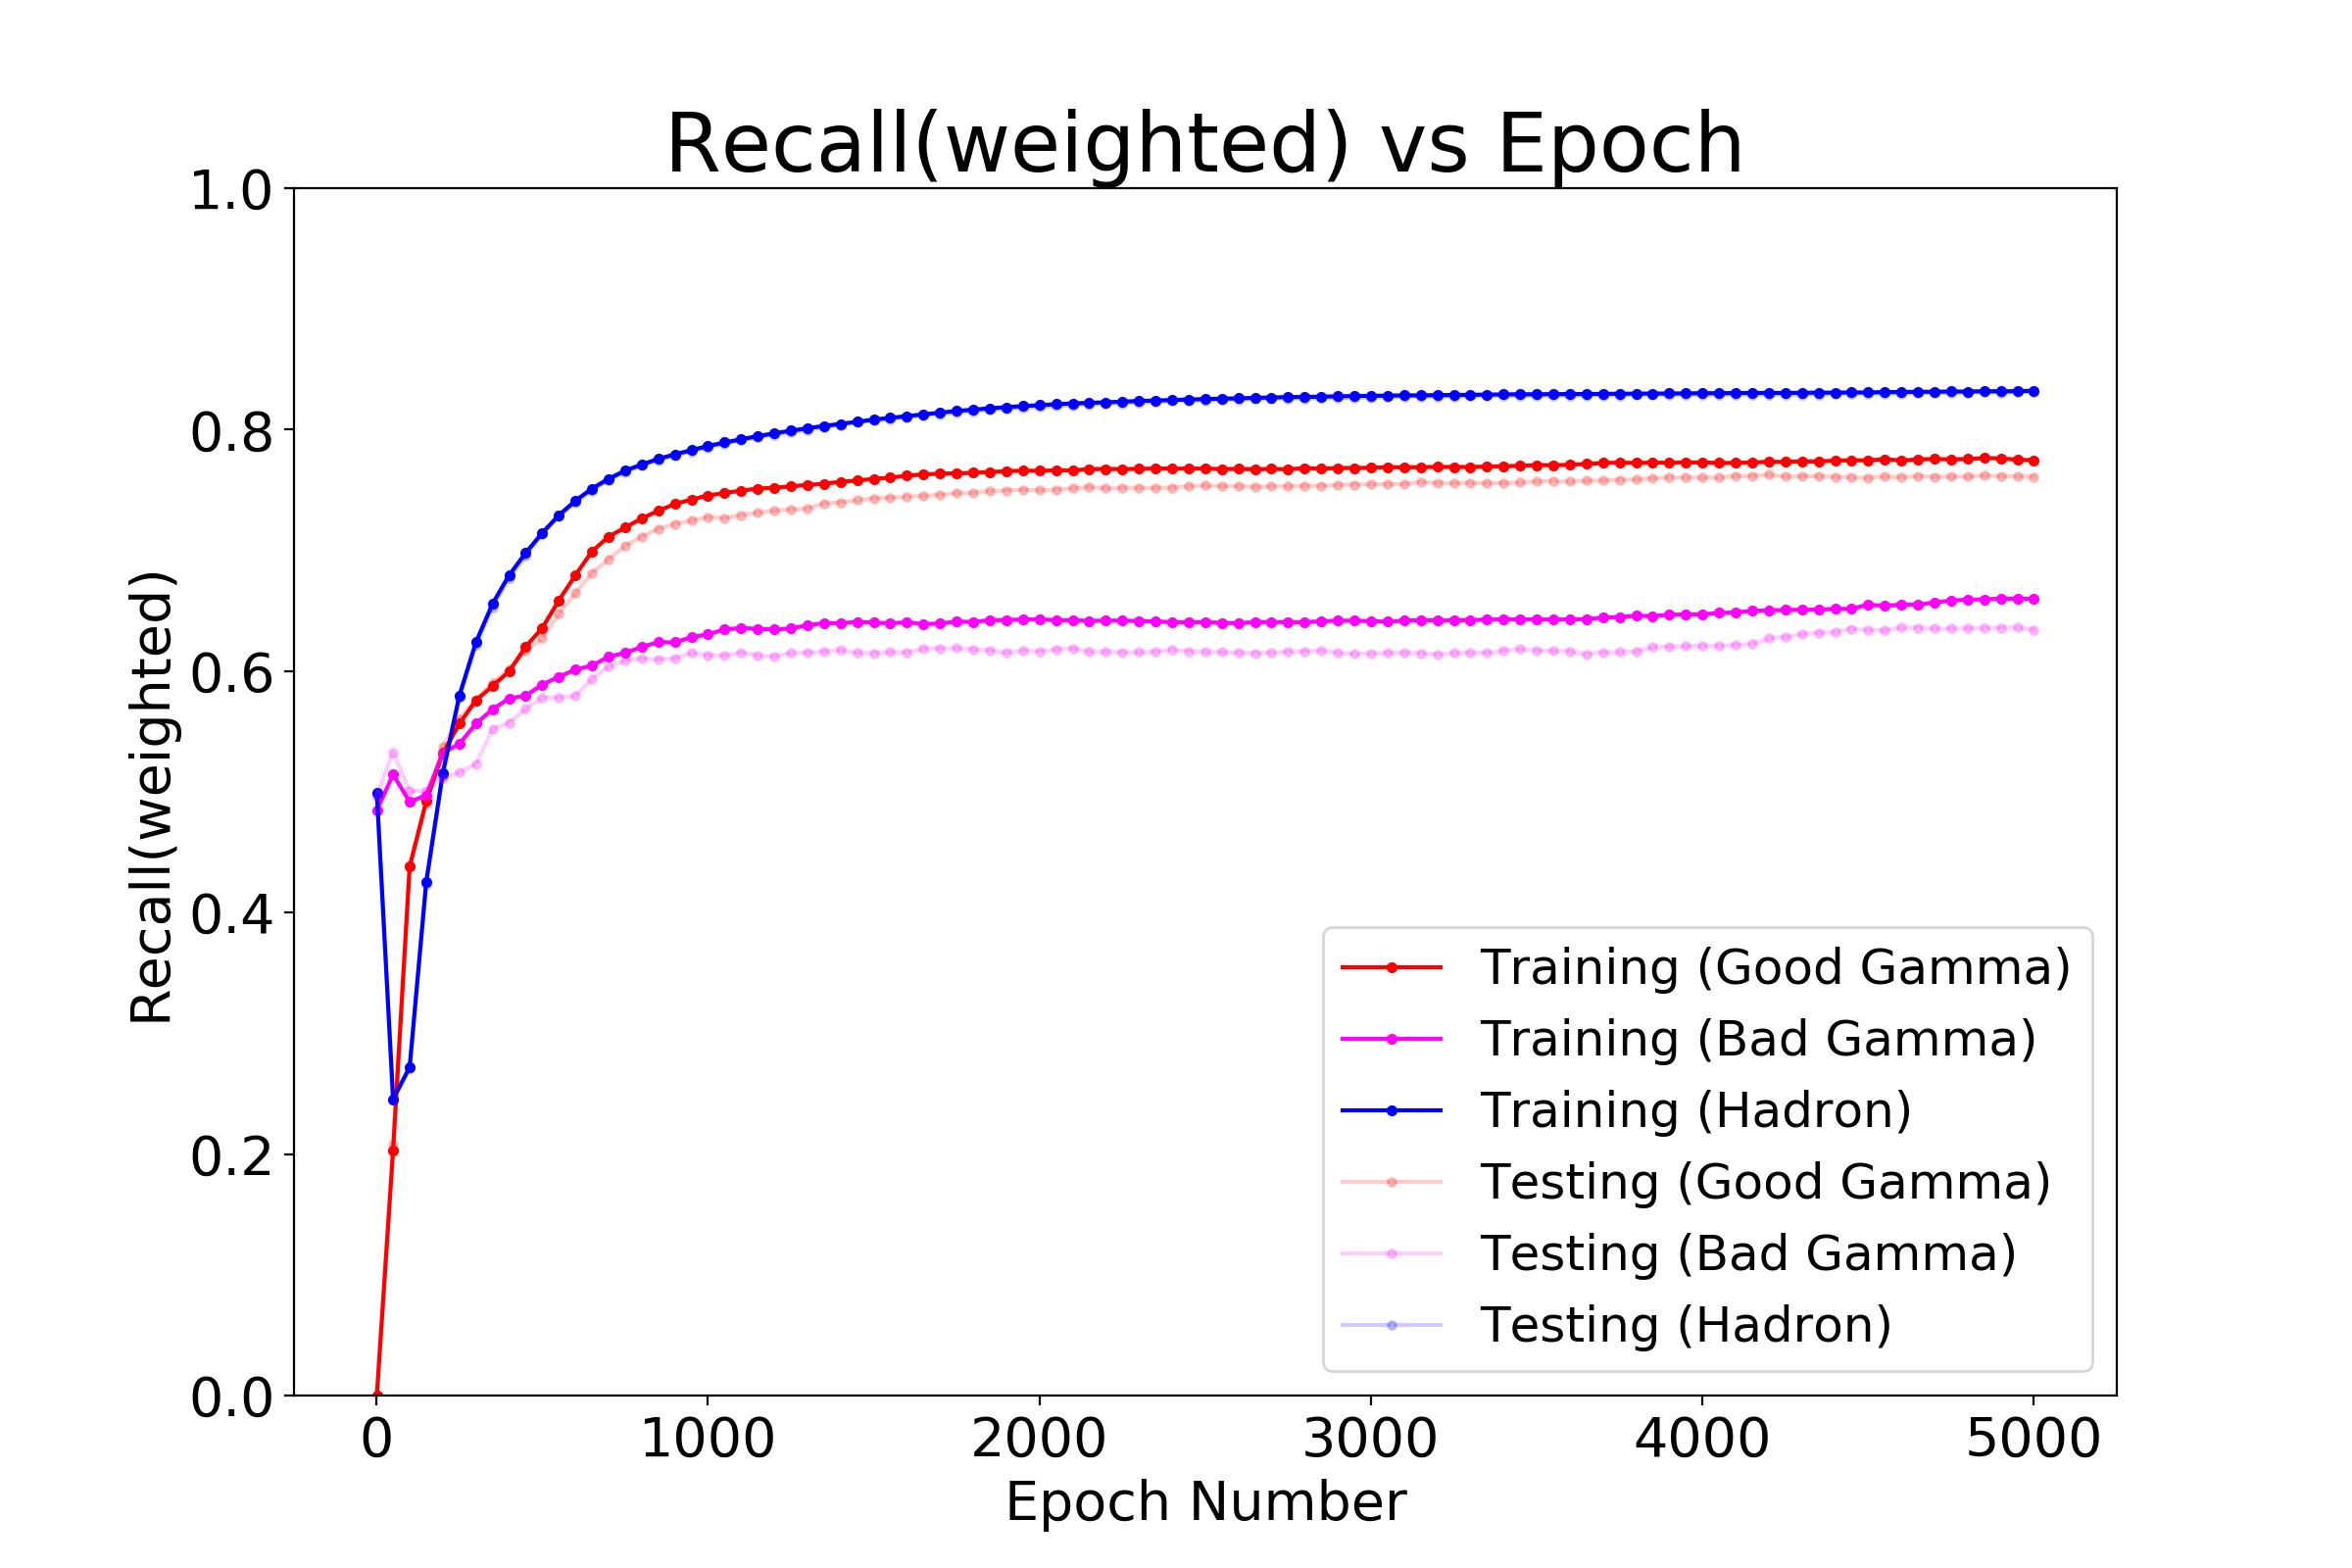 Recall(weighted) vs Epoch
1.0
0.8
0.6
0.4
0.2
0.0
Recall(weighted)
0 1000 2000 3000 4000 5000
Epoch Number
Training (Good Gamma)
Training (Bad Gamma)
Training (Hadron)
Testing (Good Gamma)
Testing (Bad Gamma)
Testing (Hadron)